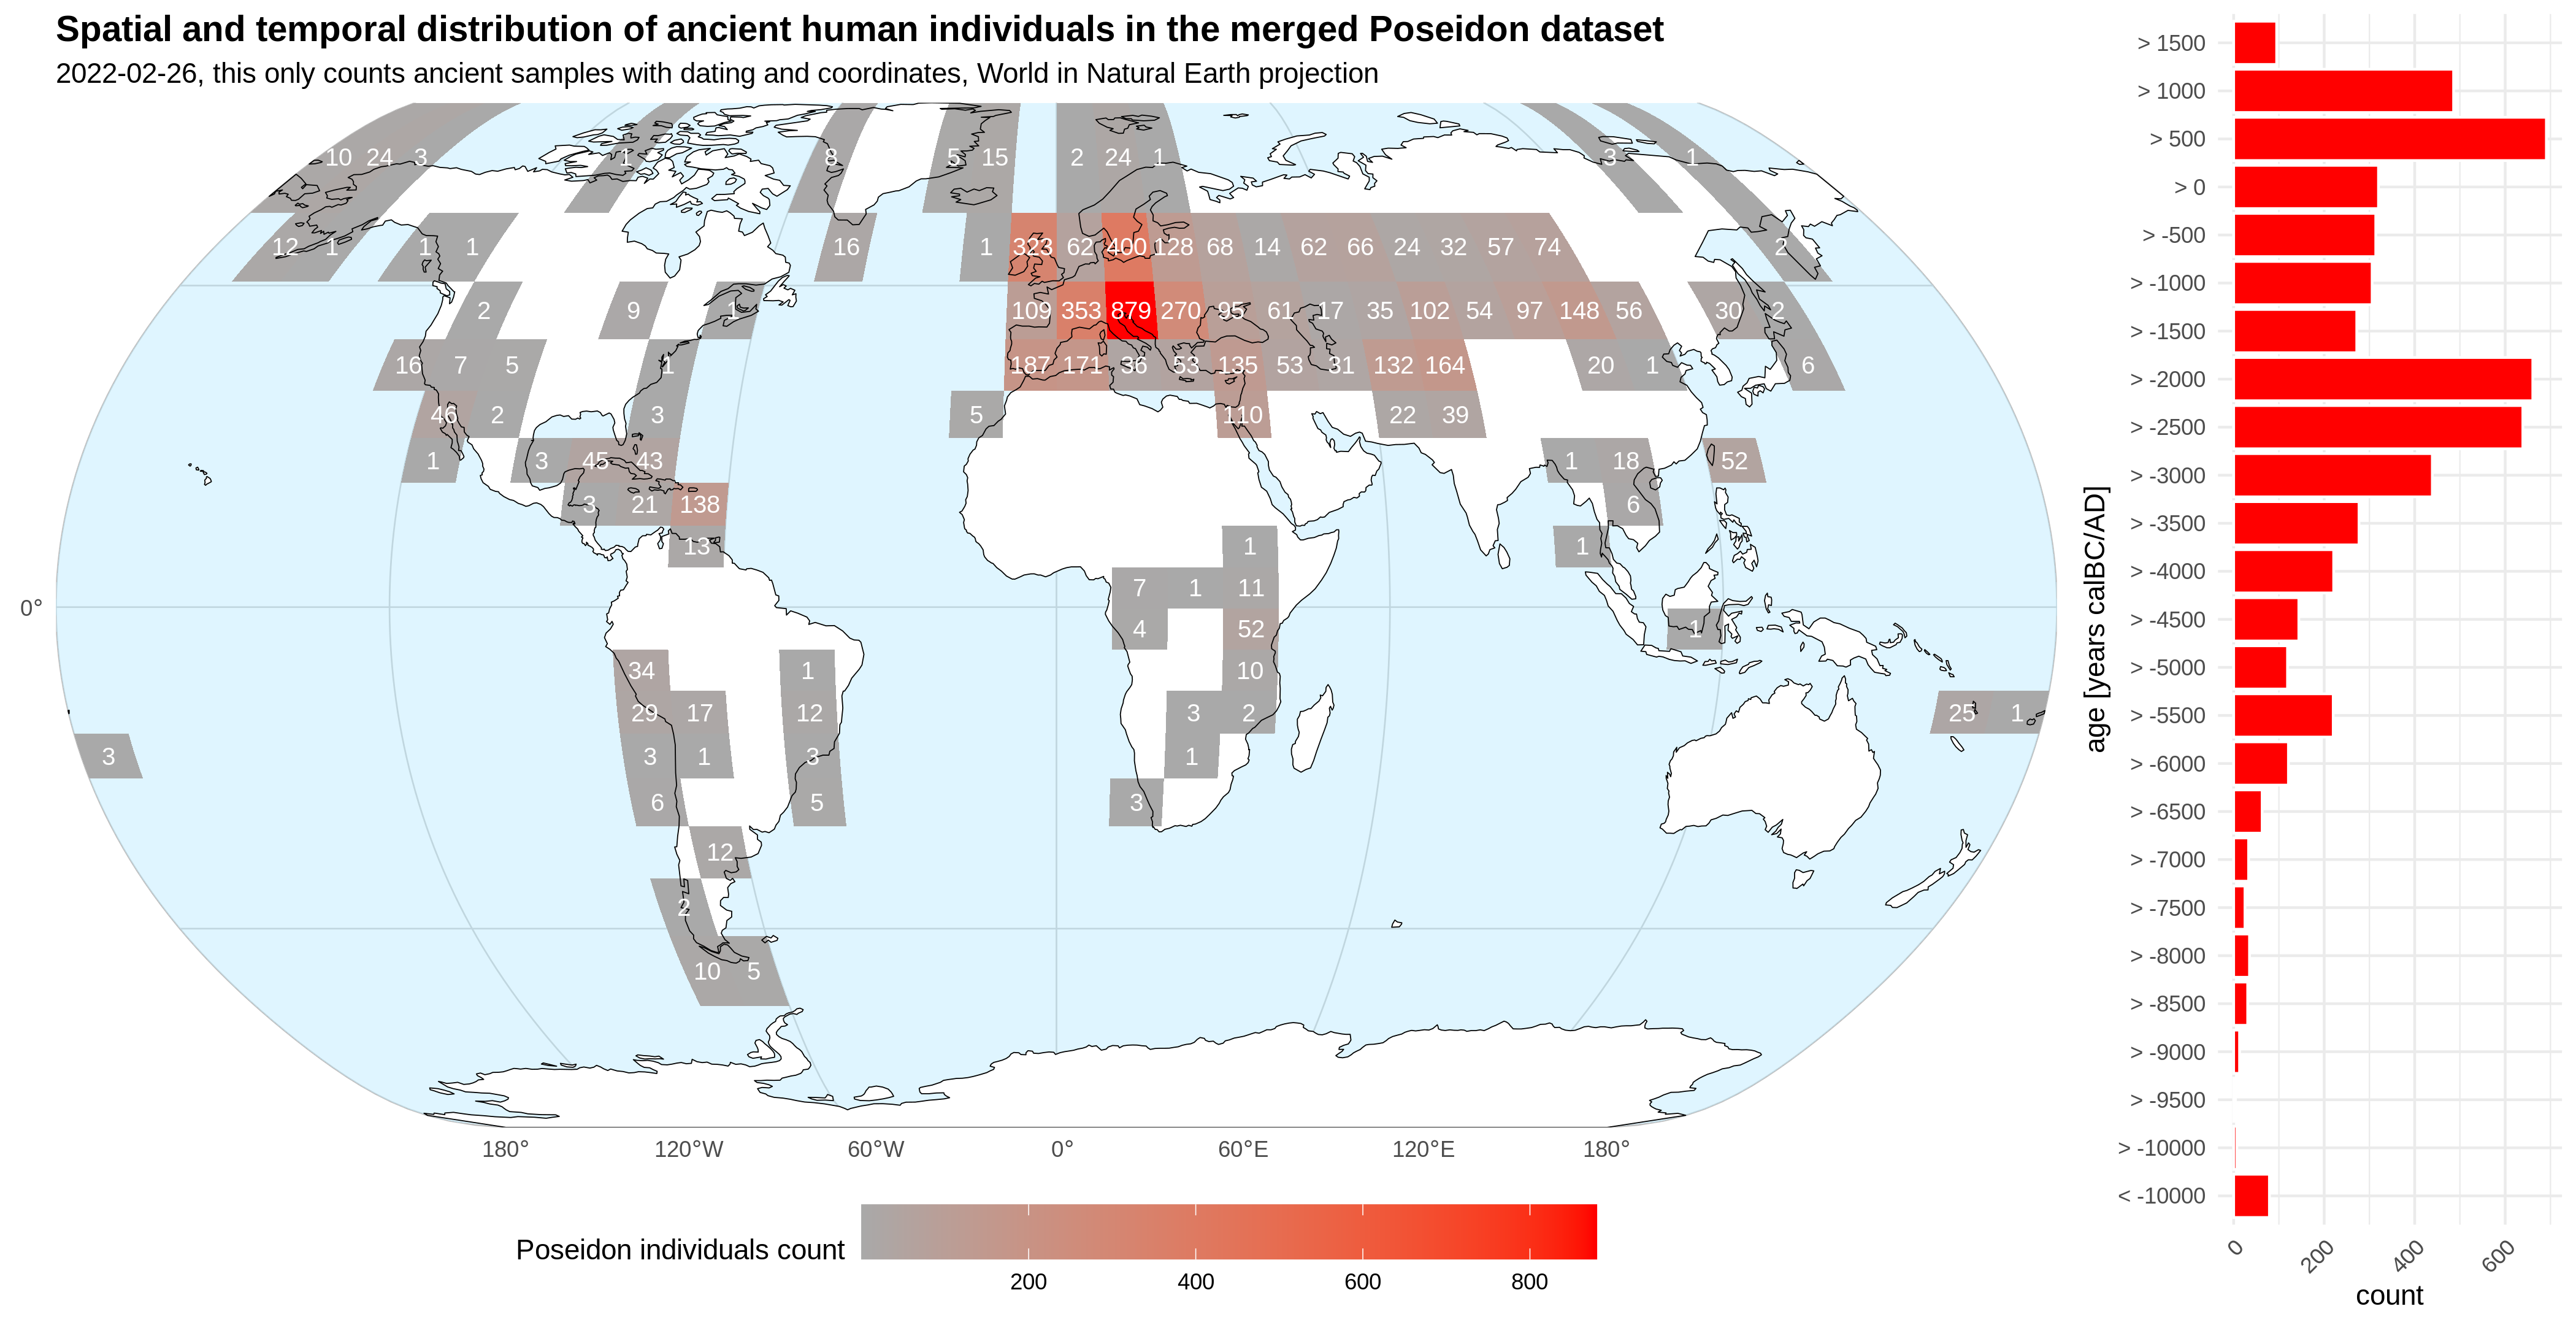 Spatial and temporal distribution of ancient human individuals in the merged Poseidon dataset
2022-02-26, this only counts ancient samples with dating and coordinates, World in Natural Earth projection
10 24 3 1 8 5 15 2 24 1 3 1
12 1 1 1 16 1 323 62 400 128 68 14 62 66 24 32 57 74 2
2 9 1 109 353 879 270 95 61 17 35 102 54 97 148 56 30 2
16 7 5 1 187 171 36 53 135 53 31 132 164 20 1 6
46 2 3 5 110 22 39
1 3 45 43 1 18 52
3 21 138 6
13 1 1
7 1 11
0°
4 52 1
34 1 10
29 17 12 3 2 25 1
3 3 1 3 1
6 5 3
12
2
10 5
180° 120°W 60°W 0° 60°E 120°E 180°
Poseidon individuals count
200 400 600 800
age [years calBC/AD]
> 1500
> 1000
> 500
> 0
> -500
> -1000
> -1500
> -2000
> -2500
> -3000
> -3500
> -4000
> -4500
> -5000
> -5500
> -6000
> -6500
> -7000
> -7500
> -8000
> -8500
> -9000
> -9500
> -10000
< -10000
0 200 400 600
count